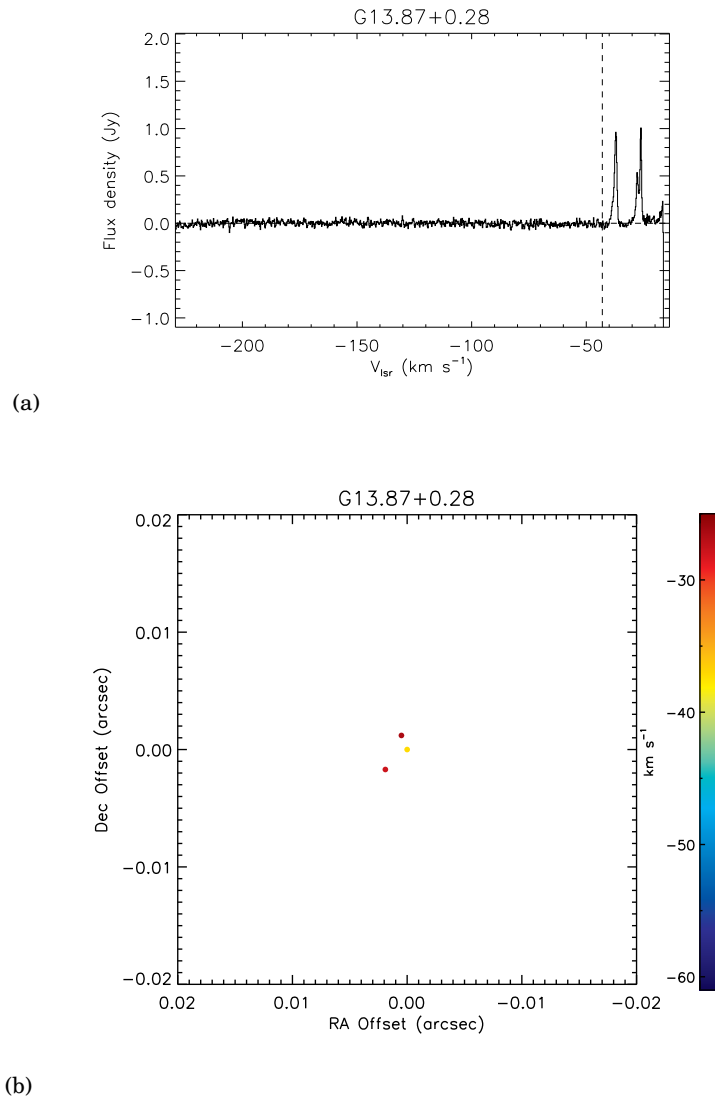 G13.87+0.28
2.0
1.5
1.0
0.5
0.0
−0.5
−1.0
Flux density (Jy)
−200
−150
−100
−50
V_lsr (km s⁻¹)
(a)
G13.87+0.28
0.02
0.01
0.00
−0.01
−0.02
Dec Offset (arcsec)
0.02
0.01
0.00
−0.01
−0.02
RA Offset (arcsec)
−30
−40
−50
−60
km s⁻¹
(b)